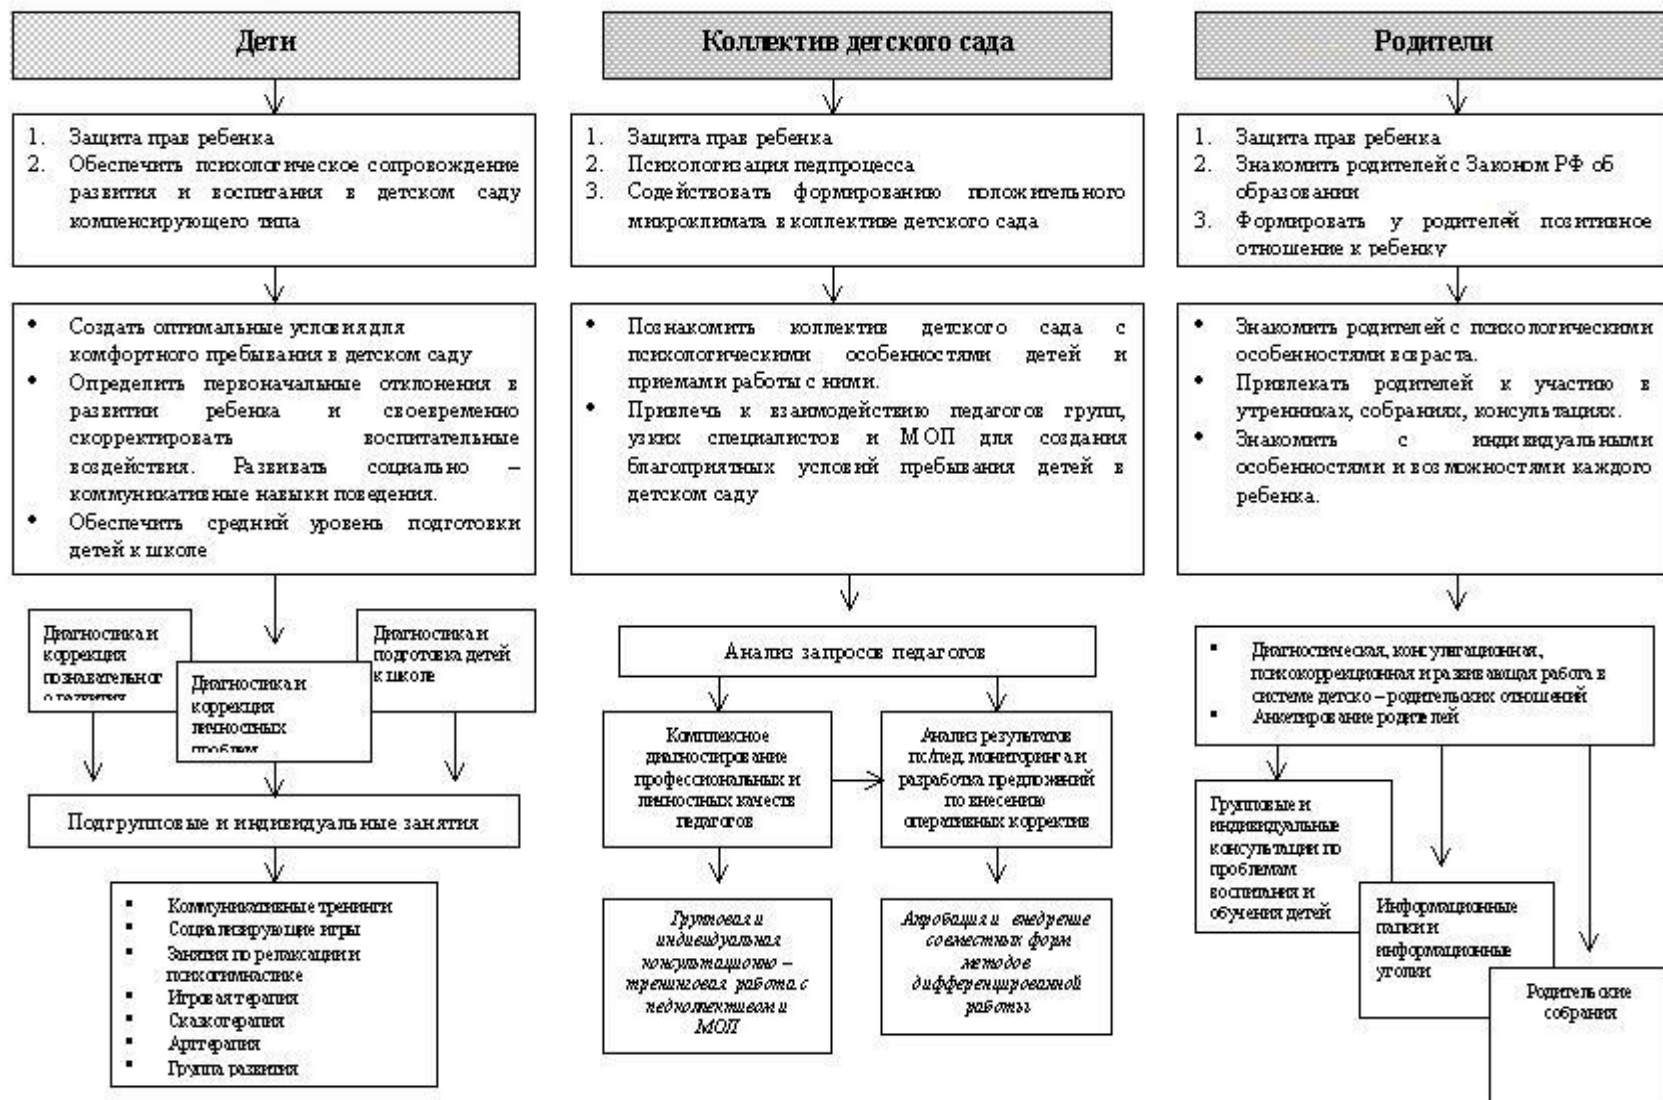 Дети
1. Защита прав ребенка
2. Обеспечить психологическое сопровождение
развития и воспитания в детском саду
компенсирующего типа
• Создать оптимальные условия для
комфортного пребывания в детском саду
• Определить первоначальные отклонения в
развитии ребенка и своевременно
скорректировать воспитательные
воздействия. Развивать социально –
коммуникативные навыки поведения.
• Обеспечить средний уровень подготовки
детей к школе
Диагностика и
коррекция
познавательног
о развития
Диагностика и
коррекция
личностных
проблем
Диагностика и
подготовка детей
к школе
Подгрупповые и индивидуальные занятия
▪ Коммуникативные тренинги
▪ Социализирующие игры
▪ Занятия по релаксации и
психогимнастике
▪ Игровая терапия
▪ Сказкотерапия
▪ Арттерапия
▪ Группа развития
Коллектив детского сада
1. Защита прав ребенка
2. Психологизация педпроцесса
3. Содействовать формированию положительного
микроклимата в коллективе детского сада
• Познакомить коллектив детского сада с
психологическими особенностями детей и
приемами работы с ними.
• Привлечь к взаимодействию педагогов групп,
узких специалистов и МОП для создания
благоприятных условий пребывания детей в
детском саду
Анализ запросов педагогов
Комплексное
диагностирование
профессиональных и
личностных качеств
педагогов
Анализ результатов
пс/пед. мониторинга и
разработка предложений
по внесению
оперативных корректив
Групповая и
индивидуальная
консультационно –
тренинговая работа с
педколлективом и
МОП
Апробация и внедрение
совместных форм
методов
дифференцированной
работы
Родители
1. Защита прав ребенка
2. Знакомить родителей с Законом РФ об
образовании
3. Формировать у родителей позитивное
отношение к ребенку
• Знакомить родителей с психологическими
особенностями возраста.
• Привлекать родителей к участию в
утренниках, собраниях, консультациях.
• Знакомить с индивидуальными
особенностями и возможностями каждого
ребенка.
▪ Диагностическая, консультационная,
психокоррекционная и развивающая работа в
системе детско – родительских отношений
▪ Анкетирование родителей
Групповые и
индивидуальные
консультации по
проблемам
воспитания и
обучения детей
Информационные
папки и
информационные
уголки
Родительские
собрания